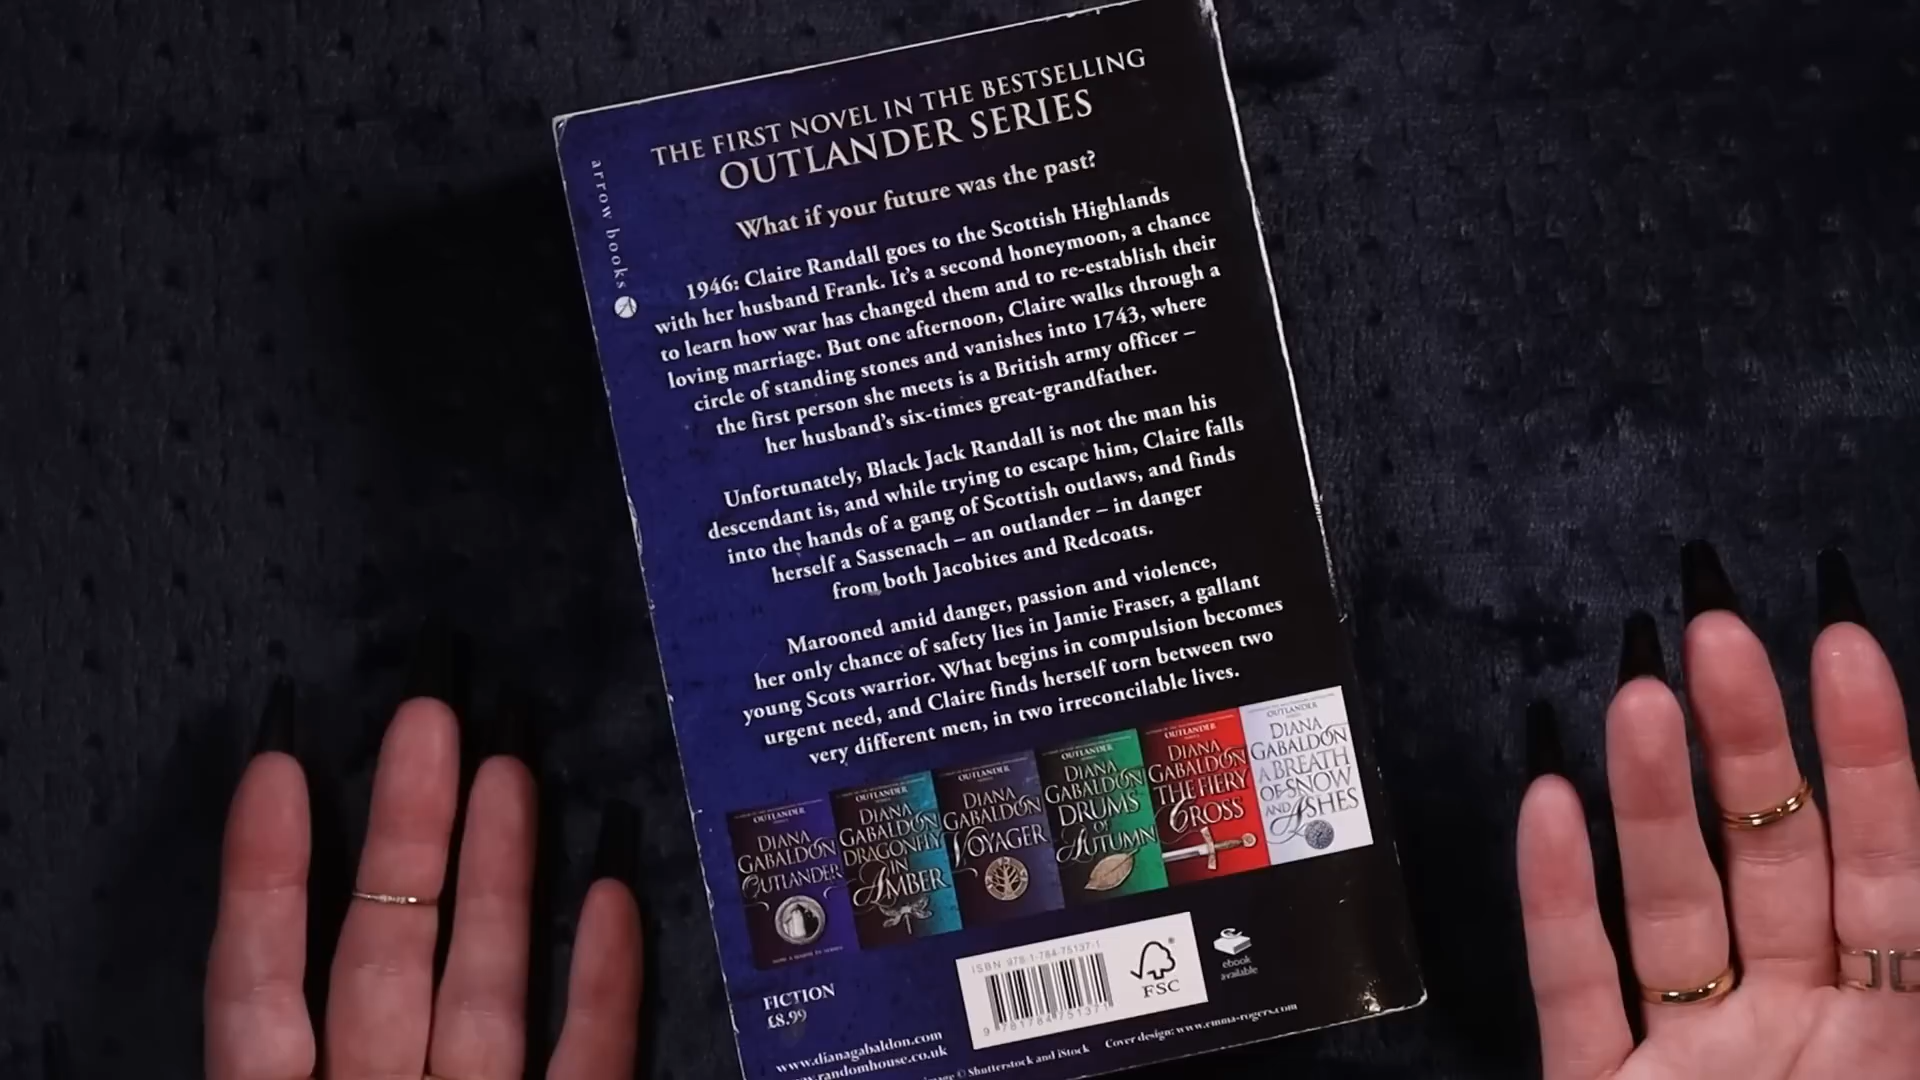 THE FIRST NOVEL IN THE BESTSELLING
OUTLANDER SERIES
What if your future was the past?
1946: Claire Randall goes to the Scottish Highlands
with her husband Frank. It's a second honeymoon, a chance
to learn how war has changed them and to re-establish their
loving marriage. But one afternoon, Claire walks through a
circle of standing stones and vanishes into 1743, where
the first person she meets is a British army officer –
her husband's six-times great-grandfather.
Unfortunately, Black Jack Randall is not the man his
descendant is, and while trying to escape him, Claire falls
into the hands of a gang of Scottish outlaws, and finds
herself a Sassenach – an outlander – in danger
from both Jacobites and Redcoats.
Marooned amid danger, passion and violence,
her only chance of safety lies in Jamie Fraser, a gallant
young Scots warrior. What begins in compulsion becomes
urgent need, and Claire finds herself torn between two
very different men, in two irreconcilable lives.
arrow books
OUTLANDER
DIANA
GABALDON
OUTLANDER
OUTLANDER
DIANA
GABALDON
DRAGONFLY
IN
AMBER
OUTLANDER
DIANA
GABALDON
VOYAGER
OUTLANDER
DIANA
GABALDON
DRUMS
OF
AUTUMN
OUTLANDER
DIANA
GABALDON
THE FIERY
CROSS
OUTLANDER
DIANA
GABALDON
A BREATH
OF SNOW
AND
ASHES
FICTION
£8.99
ISBN 978-1-784-75137-1
9 781784 751371
FSC
ebook
available
www.dianagabaldon.com
www.randomhouse.co.uk
© Shutterstock and iStock
Cover design: www.emma-rogers.com